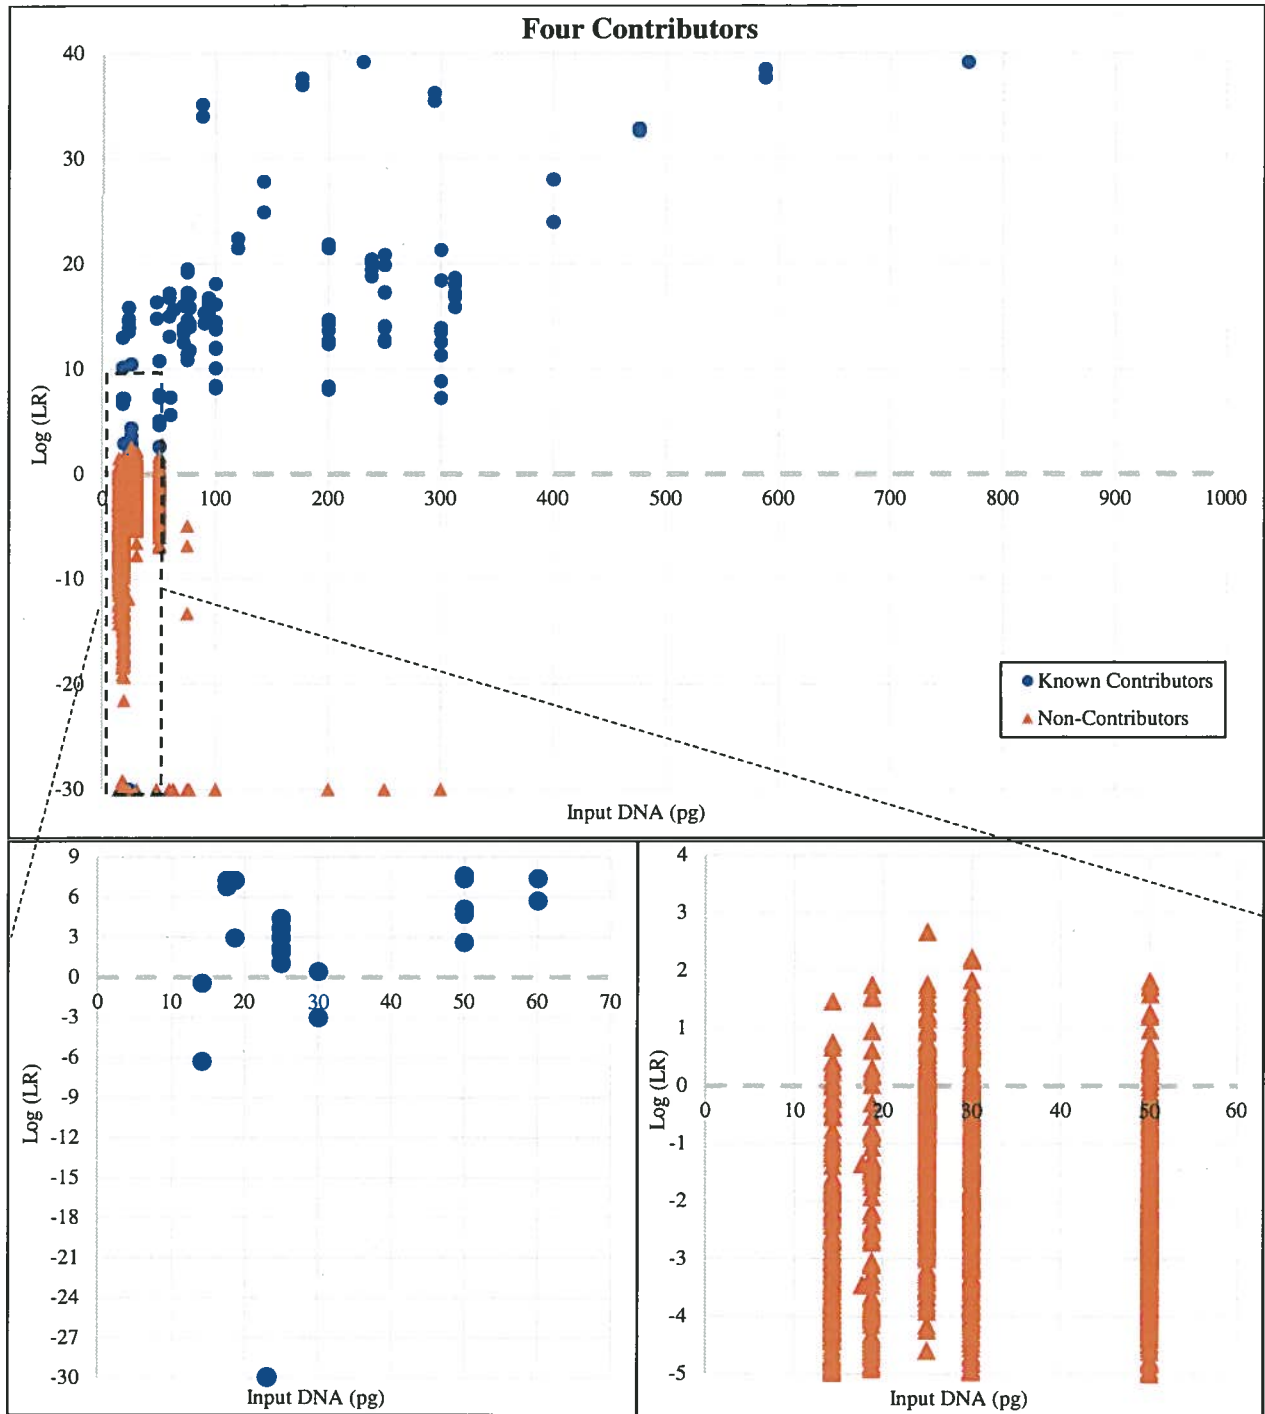 Four Contributors
40
30
20
10
0
-10
-20
-30
Log (LR)
0 100 200 300 400 500 600 700 800 900 1000
Input DNA (pg)
Known Contributors
Non-Contributors
9
6
3
0
-3
-6
-9
-12
-15
-18
-21
-24
-27
-30
Log (LR)
0 10 20 30 40 50 60 70
Input DNA (pg)
4
3
2
1
0
-1
-2
-3
-4
-5
Log (LR)
0 10 20 30 40 50 60
Input DNA (pg)